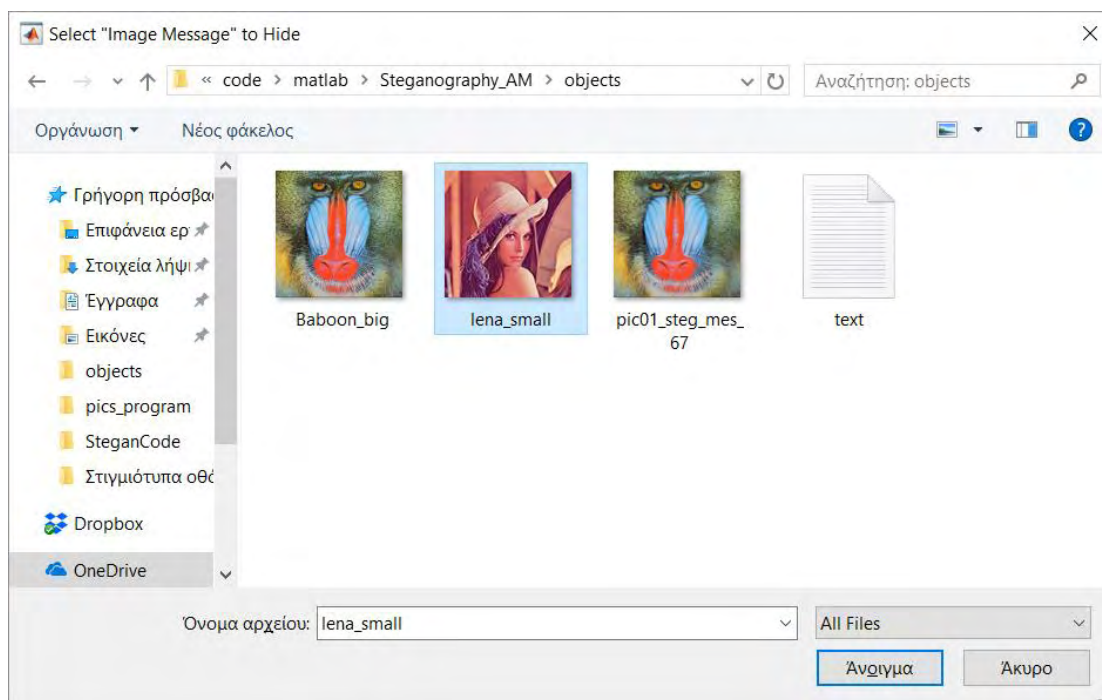 Select "Image Message" to Hide
« code > matlab > Steganography_AM > objects
Αναζήτηση: objects
Οργάνωση
Νέος φάκελος
?
Γρήγορη πρόσβα
Επιφάνεια ερ
Στοιχεία λήψι
Έγγραφα
Εικόνες
objects
pics_program
SteganCode
Στιγμιότυπα οθό
Dropbox
OneDrive
Baboon_big
lena_small
pic01_steg_mes_
67
text
Όνομα αρχείου: lena_small
All Files
Άνοιγμα
Άκυρο